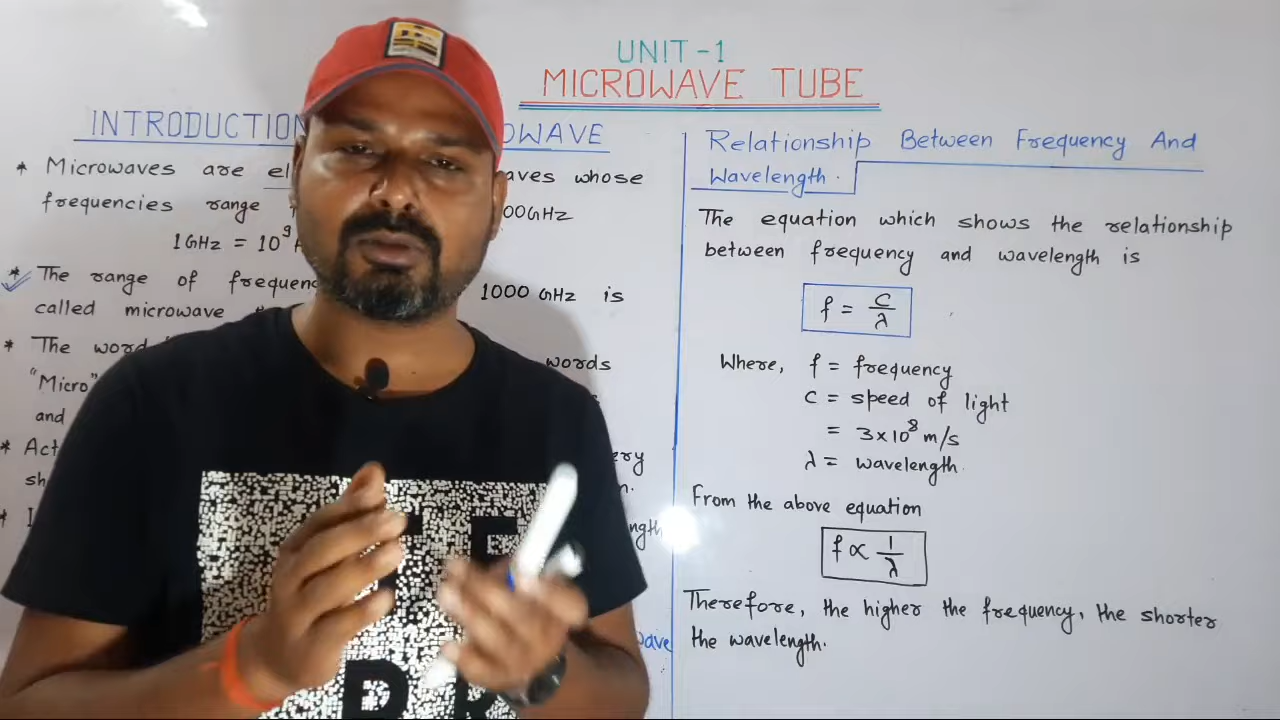 UNIT-1
MICROWAVE TUBE
INTRODUCTION OWAVE
* Microwaves are el aves whose
frequencies range 00GHz
1GHz = 10⁹
* The range of frequenc 1000 GHz is
called microwave
* The word words
"Micro"
and
* Act ery
sh
* I ngth
wave
Relationship Between Frequency And
Wavelength.
The equation which shows the relationship
between frequency and wavelength is
f = c/λ
Where, f = frequency
c = speed of light
= 3x10⁸ m/s
λ = wavelength.
From the above equation
f ∝ 1/λ
Therefore, the higher the frequency, the shorter
the wavelength.